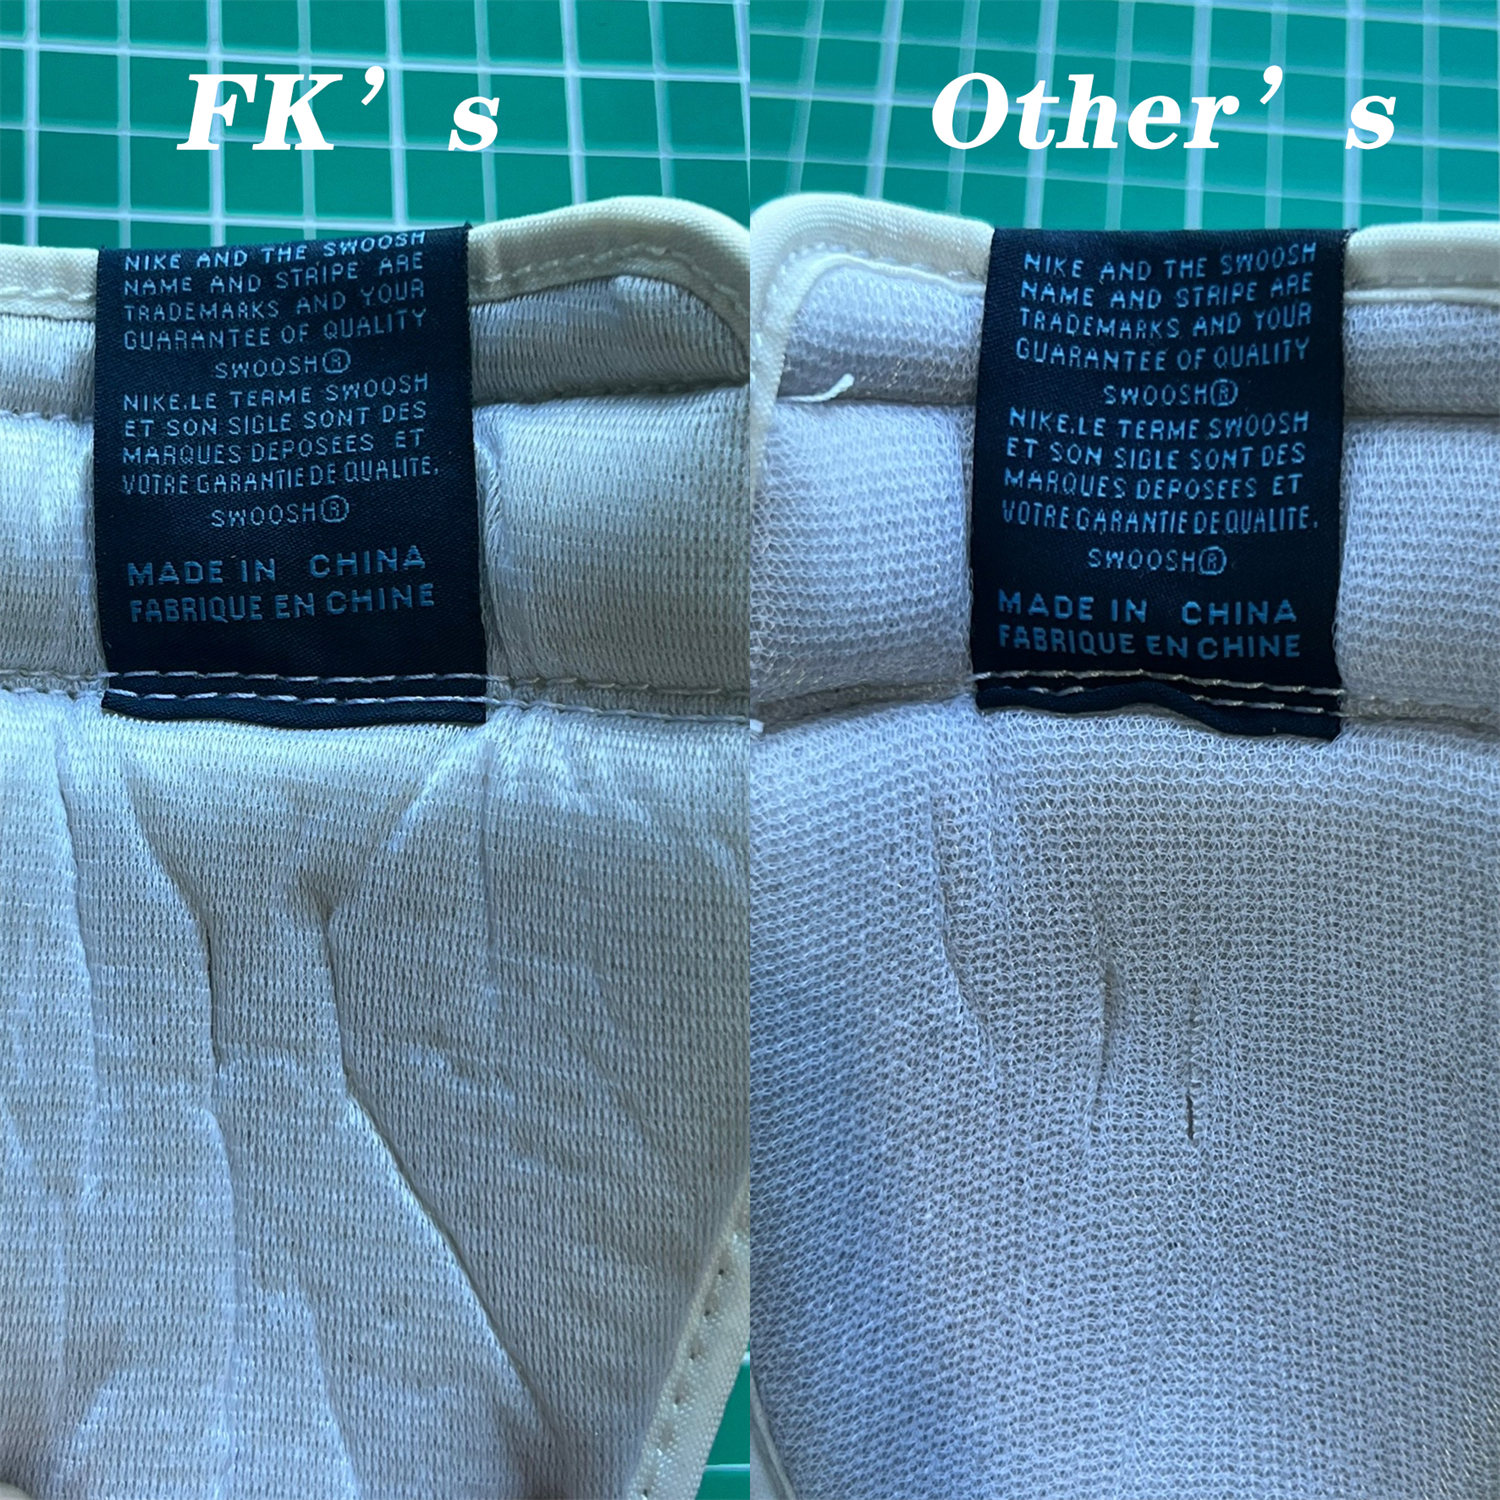 FK's
NIKE AND THE SWOOSH
NAME AND STRIPE ARE
TRADEMARKS AND YOUR
GUARANTEE OF QUALITY
SWOOSH®
NIKE.LE TERME SWOOSH
ET SON SIGLE SONT DES
MARQUES DEPOSEES ET
VOTRE GARANTIE DE QUALITE.
SWOOSH®
MADE IN CHINA
FABRIQUE EN CHINE
Other's
NIKE AND THE SWOOSH
NAME AND STRIPE ARE
TRADEMARKS AND YOUR
GUARANTEE OF QUALITY
SWOOSH®
NIKE.LE TERME SWOOSH
ET SON SIGLE SONT DES
MARQUES DEPOSEES ET
VOTRE GARANTIE DE QUALITE.
SWOOSH®
MADE IN CHINA
FABRIQUE EN CHINE